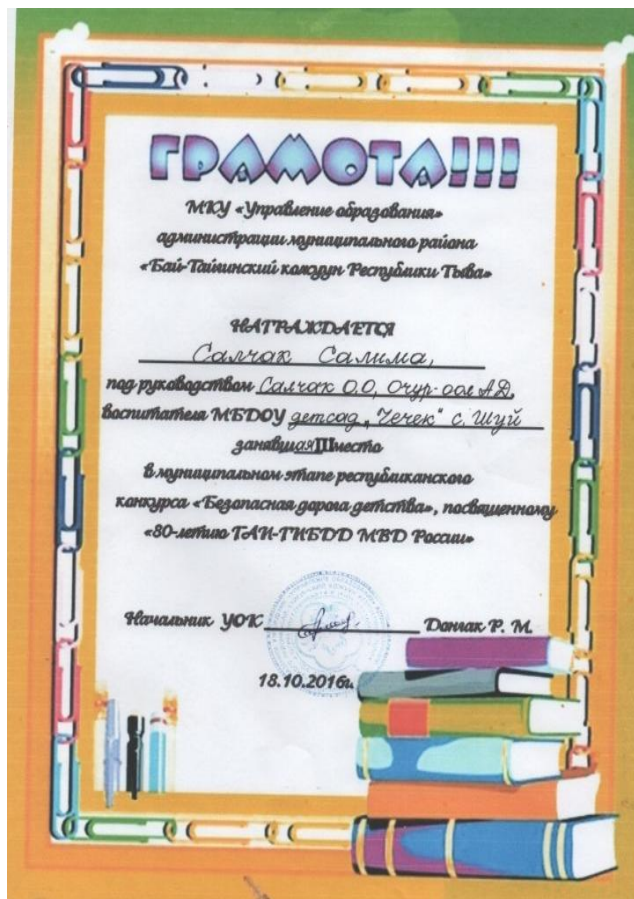 ГРАМОТА!!!
МКУ «Управление образования»
администрации муниципального района
«Бай-Тайгинский кожуун Республики Тыва»
НАГРАЖДАЕТСЯ
Салчак Салима,
под руководством Салчак О.О, Очур-оол А.Д,
воспитателя МБДОУ детсад „Чечек" с. Шуй
занявшая III место
в муниципальном этапе республиканского
конкурса «Безопасная дорога детства», посвященному
«80-летию ГАИ-ГИБДД МВД России»
Начальник УОК Донгак Р. М.
18.10.2016г.